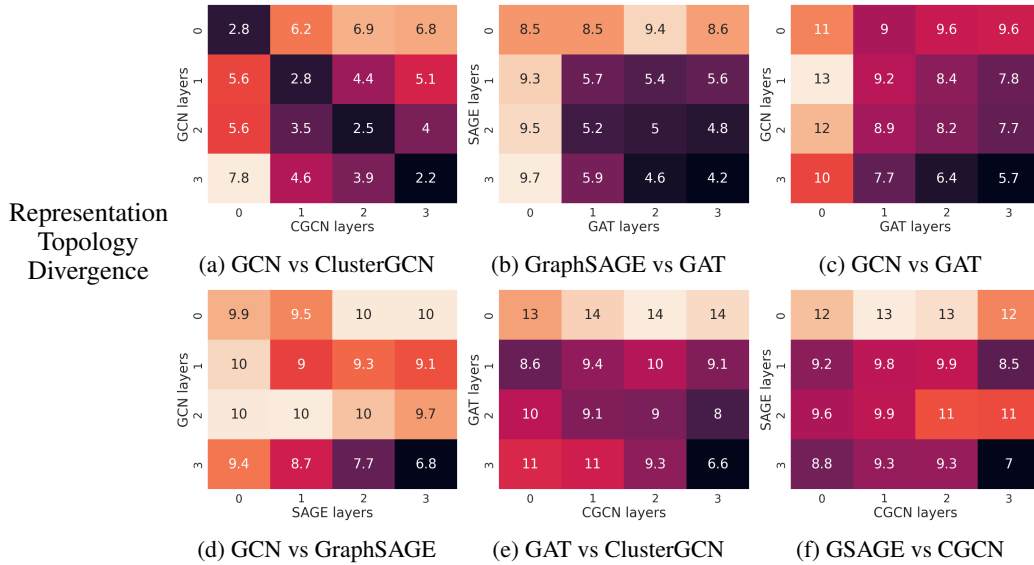 0 2.8 6.2 6.9 6.8
1 5.6 2.8 4.4 5.1
2 5.6 3.5 2.5 4
3 7.8 4.6 3.9 2.2
GCN layers
0 1 2 3
CGCN layers
(a) GCN vs ClusterGCN
0 8.5 8.5 9.4 8.6
1 9.3 5.7 5.4 5.6
2 9.5 5.2 5 4.8
3 9.7 5.9 4.6 4.2
SAGE layers
0 1 2 3
GAT layers
(b) GraphSAGE vs GAT
0 11 9 9.6 9.6
1 13 9.2 8.4 7.8
2 12 8.9 8.2 7.7
3 10 7.7 6.4 5.7
GCN layers
0 1 2 3
GAT layers
(c) GCN vs GAT
Representation
Topology
Divergence
0 9.9 9.5 10 10
1 10 9 9.3 9.1
2 10 10 10 9.7
3 9.4 8.7 7.7 6.8
GCN layers
0 1 2 3
SAGE layers
(d) GCN vs GraphSAGE
0 13 14 14 14
1 8.6 9.4 10 9.1
2 10 9.1 9 8
3 11 11 9.3 6.6
GAT layers
0 1 2 3
CGCN layers
(e) GAT vs ClusterGCN
0 12 13 13 12
1 9.2 9.8 9.9 8.5
2 9.6 9.9 11 11
3 8.8 9.3 9.3 7
SAGE layers
0 1 2 3
CGCN layers
(f) GSAGE vs CGCN